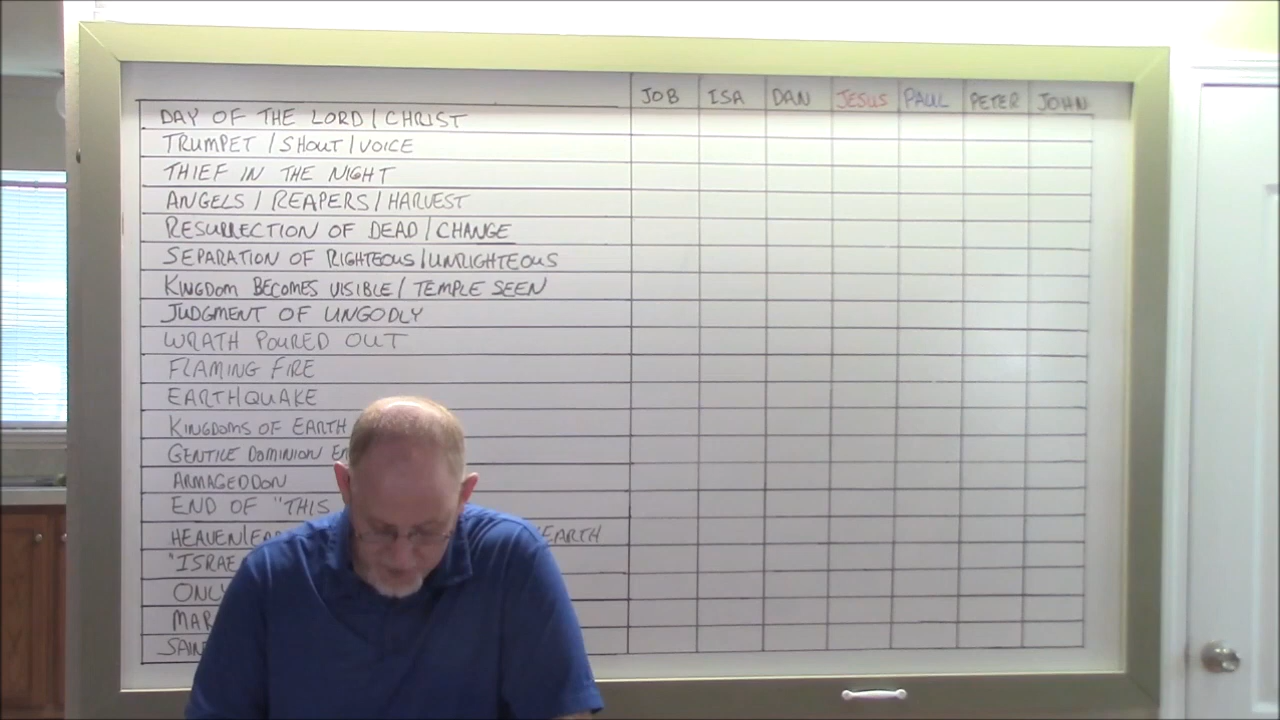 JOB ISA DAN JESUS PAUL PETER JOHN
DAY OF THE LORD / CHRIST
TRUMPET / SHOUT / VOICE
THIEF IN THE NIGHT
ANGELS / REAPERS / HARVEST
RESURRECTION OF DEAD / CHANGE
SEPARATION OF RIGHTEOUS / UNRIGHTEOUS
KINGDOM BECOMES VISIBLE / TEMPLE SEEN
JUDGMENT OF UNGODLY
WRATH POURED OUT
FLAMING FIRE
EARTHQUAKE
KINGDOMS OF EARTH
GENTILE DOMINION
ARMAGEDDON
END OF "THIS
HEAVEN/ EARTH